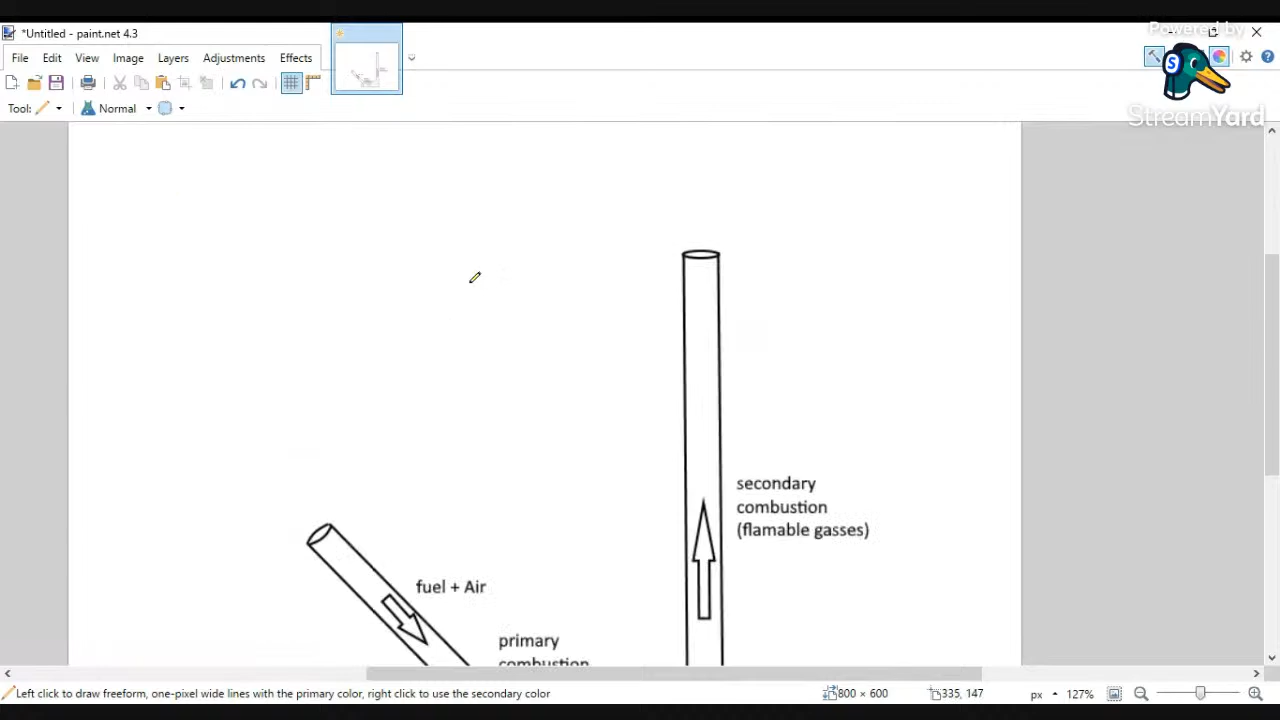 *Untitled - paint.net 4.3
Powered by
File Edit View Image Layers Adjustments Effects
S
StreamYard
Tool: Normal
secondary
combustion
(flamable gasses)
fuel + Air
primary
combustion
Left click to draw freeform, one-pixel wide lines with the primary color, right click to use the secondary color
800 × 600
335, 147
px
127%